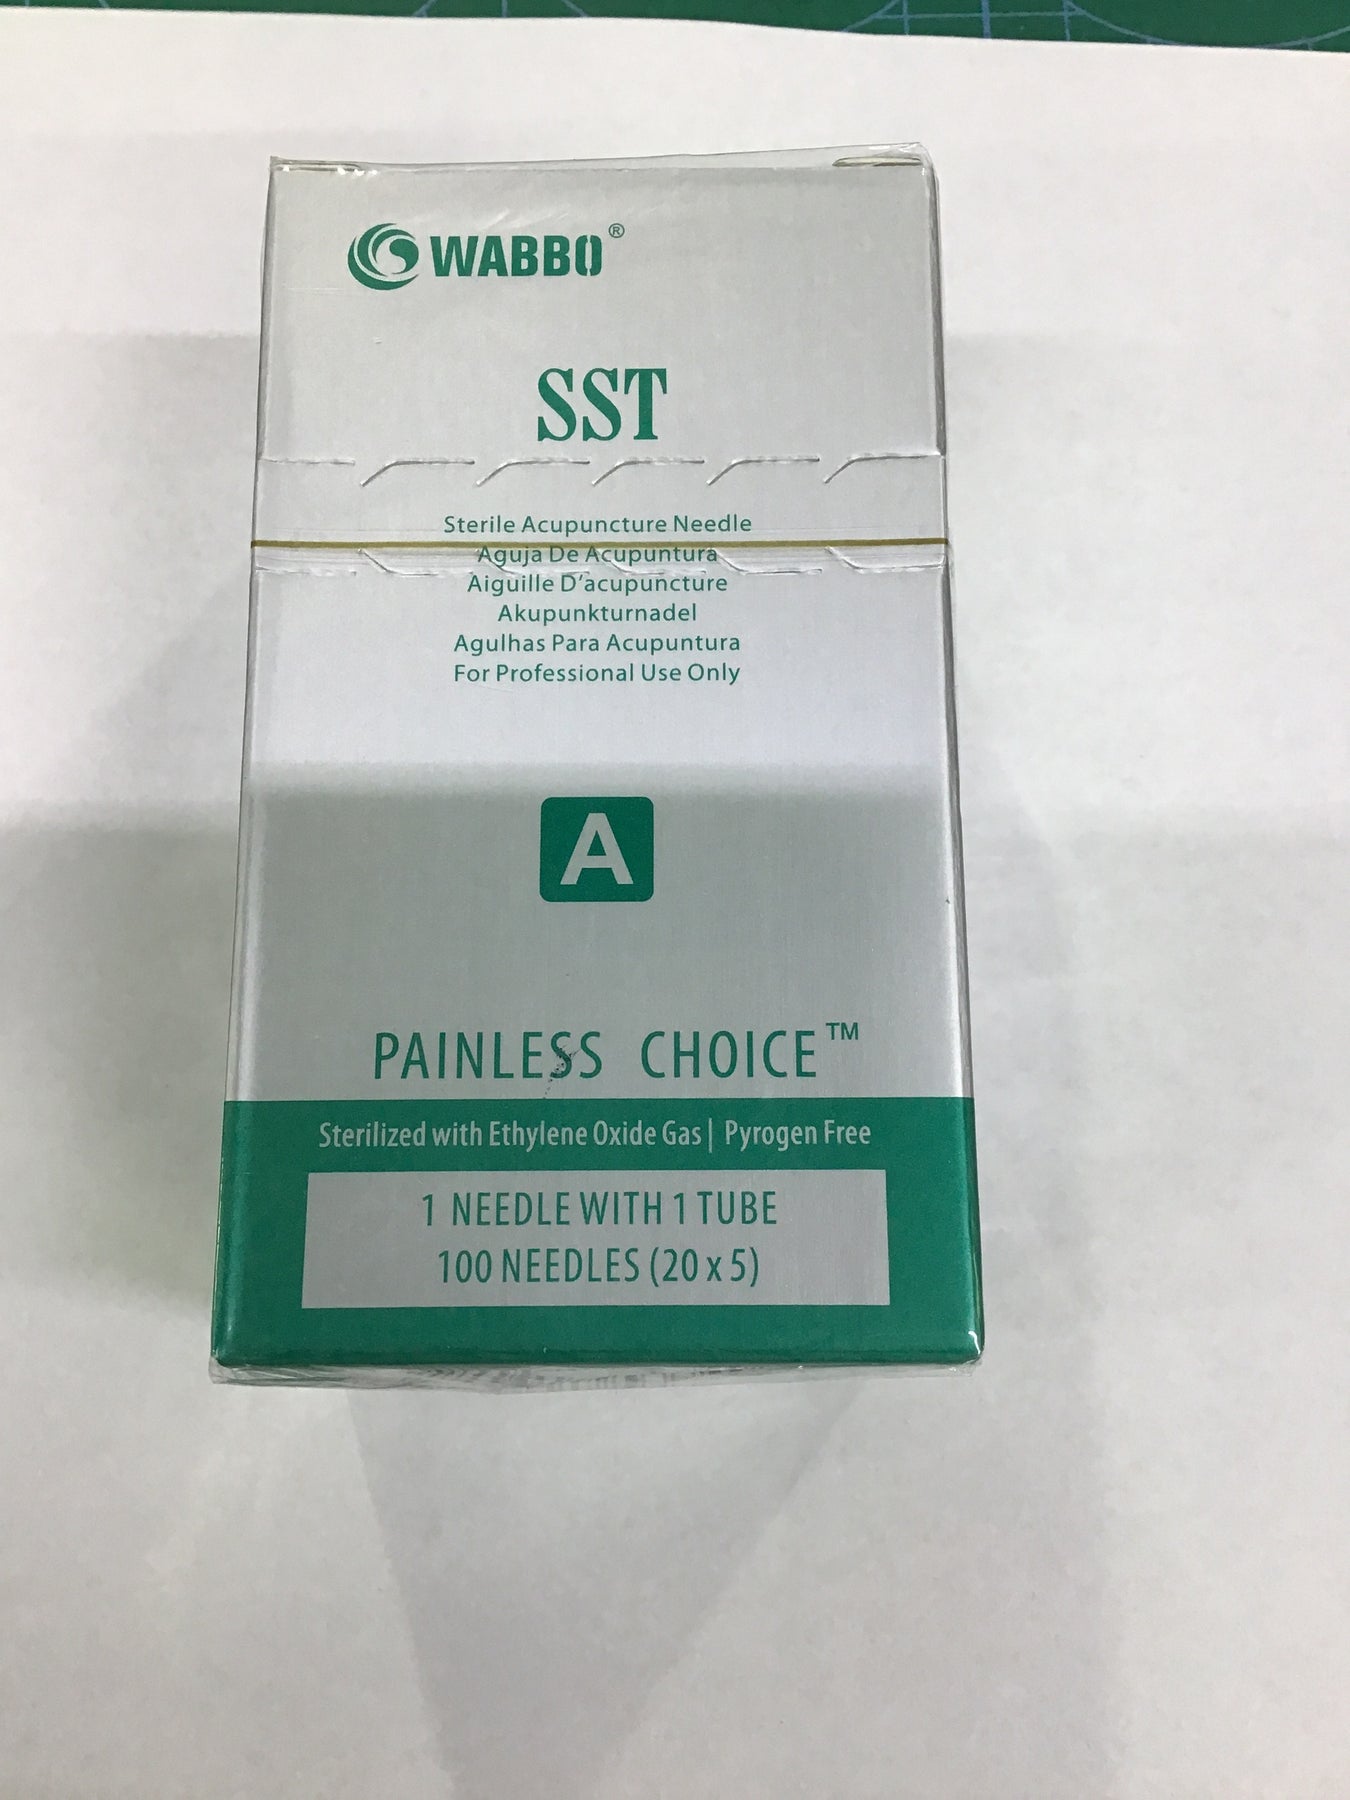 WABBO®
SST
Sterile Acupuncture Needle
Aguja De Acupuntura
Aiguille D'acupuncture
Akupunkturnadel
Agulhas Para Acupuntura
For Professional Use Only
A
PAINLESS CHOICE™
Sterilized with Ethylene Oxide Gas| Pyrogen Free
1 NEEDLE WITH 1 TUBE
100 NEEDLES (20 x 5)